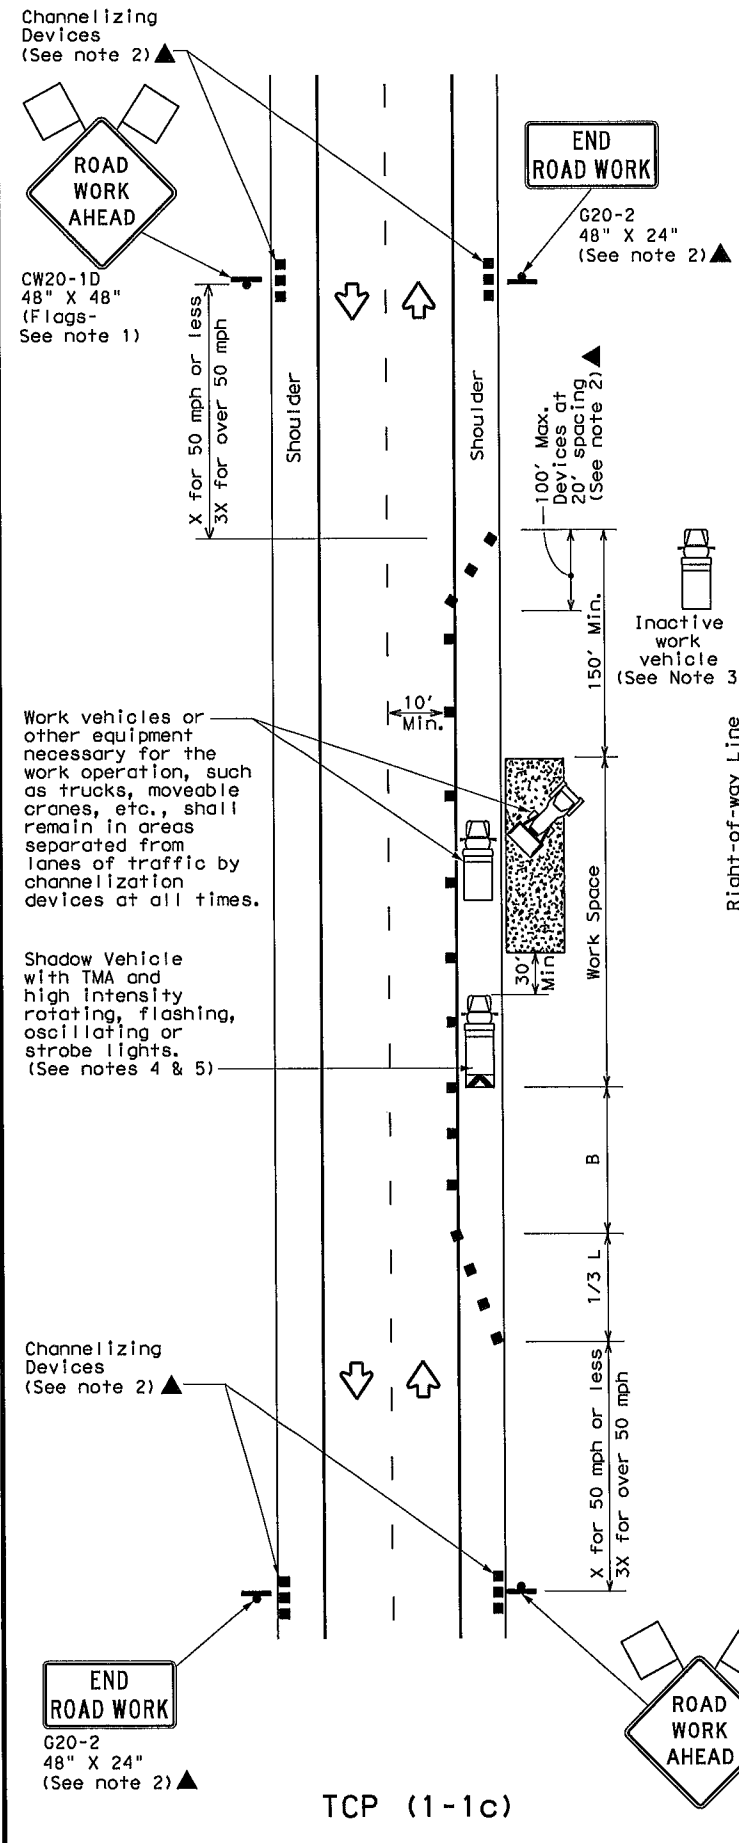 Channelizing
Devices
(See note 2)
ROAD
WORK
AHEAD
CW20-1D
48" X 48"
(Flags-
See note 1)
END
ROAD WORK
G20-2
48" X 24"
(See note 2)
X for 50 mph or less
3X for over 50 mph
Shoulder
Shoulder
100' Max.
Devices at
20' spacing
(See note 2)
150' Min.
Inactive
work
vehicle
(See Note 3
Right-of-way Line
10'
Min.
Work vehicles or
other equipment
necessary for the
work operation, such
as trucks, moveable
cranes, etc., shall
remain in areas
separated from
lanes of traffic by
channelization
devices at all times.
Work Space
30'
Min
Shadow Vehicle
with TMA and
high intensity
rotating, flashing,
oscillating or
strobe lights.
(See notes 4 & 5)
B
1/3 L
Channelizing
Devices
(See note 2)
X for 50 mph or less
3X for over 50 mph
END
ROAD WORK
G20-2
48" X 24"
(See note 2)
ROAD
WORK
AHEAD
TCP (1-1c)